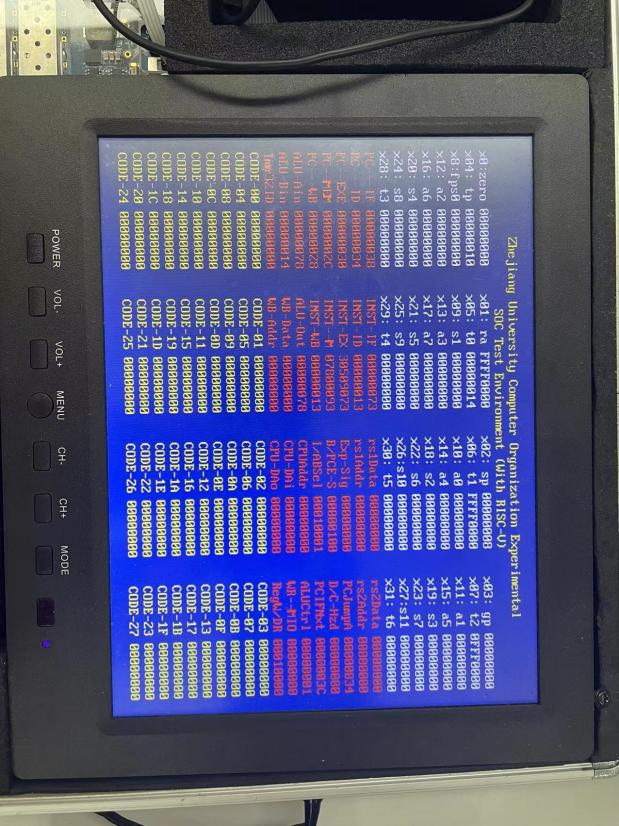 Zhejiang University Computer Organization Experimental
SOC Test Environment (With RISC-V)
x0:zero 00000000 x01: ra FFFF0000 x02: sp 00000000 x03: gp 00000000
x04: tp 00000010 x05: t0 00000014 x06: t1 FFFF0000 x07: t2 0FFF0000
x8:fps0 00000000 x09: s1 00000000 x10: a0 00000000 x11: a1 00000000
x12: a2 00000000 x13: a3 00000000 x14: a4 00000000 x15: a5 00000000
x16: a6 00000000 x17: a7 00000000 x18: s2 00000000 x19: s3 00000000
x20: s4 00000000 x21: s5 00000000 x22: s6 00000000 x23: s7 00000000
x24: s8 00000000 x25: s9 00000000 x26:s10 00000000 x27:s11 00000000
x28: t3 00000000 x29: t4 00000000 x30: t5 00000000 x31: t6 00000000
PC---IF 00000038 INST-IF 00000073 rs1Data 00000000 rs2Data 00000000
PC---ID 00000034 INST-ID 00000013 rs1Addr 00000000 rs2Addr 00000000
PC--EXE 00000030 INST-EX 30509073 Exp-Sig 00000000 PCJumpA 00000034
PC--MEM 0000002C INST--M 07800093 B/PCE-S 00000100 D/C-Hzd 00000000
PC---WB 00000028 INST-WB 00000013 I/ABSel 00010001 PCIFNxt 0000003C
ALU-Ain 00000078 ALU-Out 00000078 CPUAddr 00000000 ALUCtrl 00000001
ALU-Bin 00000014 WB-Data 00000000 CPU-DAi 00000000 WR--MIO 00000000
Imm32ID 00000000 WB-Addr 00000000 CPU-DAo 00000000 RegW/DR 00010000
CODE-00 00000000 CODE-01 00000000 CODE-02 00000000 CODE-03 00000000
CODE-04 00000000 CODE-05 00000000 CODE-06 00000000 CODE-07 00000000
CODE-08 00000000 CODE-09 00000000 CODE-0A 00000000 CODE-0B 00000000
CODE-0C 00000000 CODE-0D 00000000 CODE-0E 00000000 CODE-0F 00000000
CODE-10 00000000 CODE-11 00000000 CODE-12 00000000 CODE-13 00000000
CODE-14 00000000 CODE-15 00000000 CODE-16 00000000 CODE-17 00000000
CODE-18 00000000 CODE-19 00000000 CODE-1A 00000000 CODE-1B 00000000
CODE-1C 00000000 CODE-1D 00000000 CODE-1E 00000000 CODE-1F 00000000
CODE-20 00000000 CODE-21 00000000 CODE-22 00000000 CODE-23 00000000
CODE-24 00000000 CODE-25 00000000 CODE-26 00000000 CODE-27 00000000
POWER VOL- VOL+ MENU CH- CH+ MODE